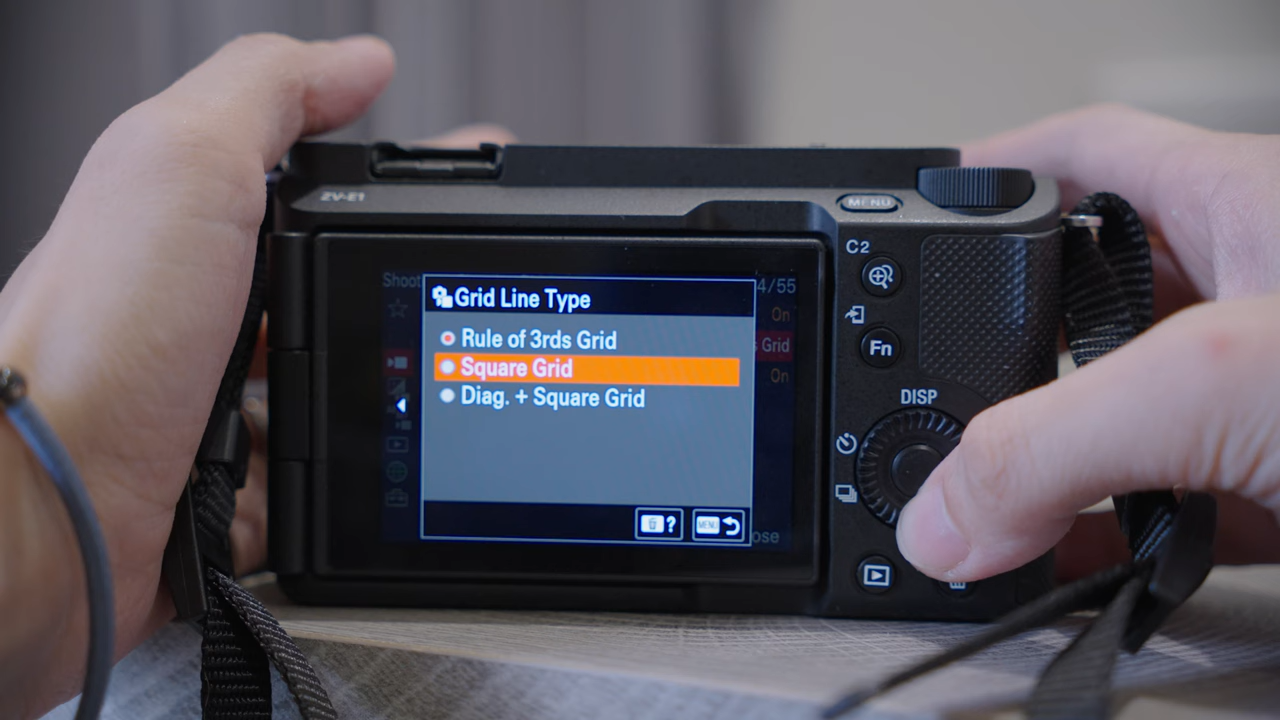 ZV-E1
MENU
C2
Shoot
4/55
Grid Line Type
On
Rule of 3rds Grid
Grid
Square Grid
On
Diag. + Square Grid
Fn
DISP
?
MENU
ose